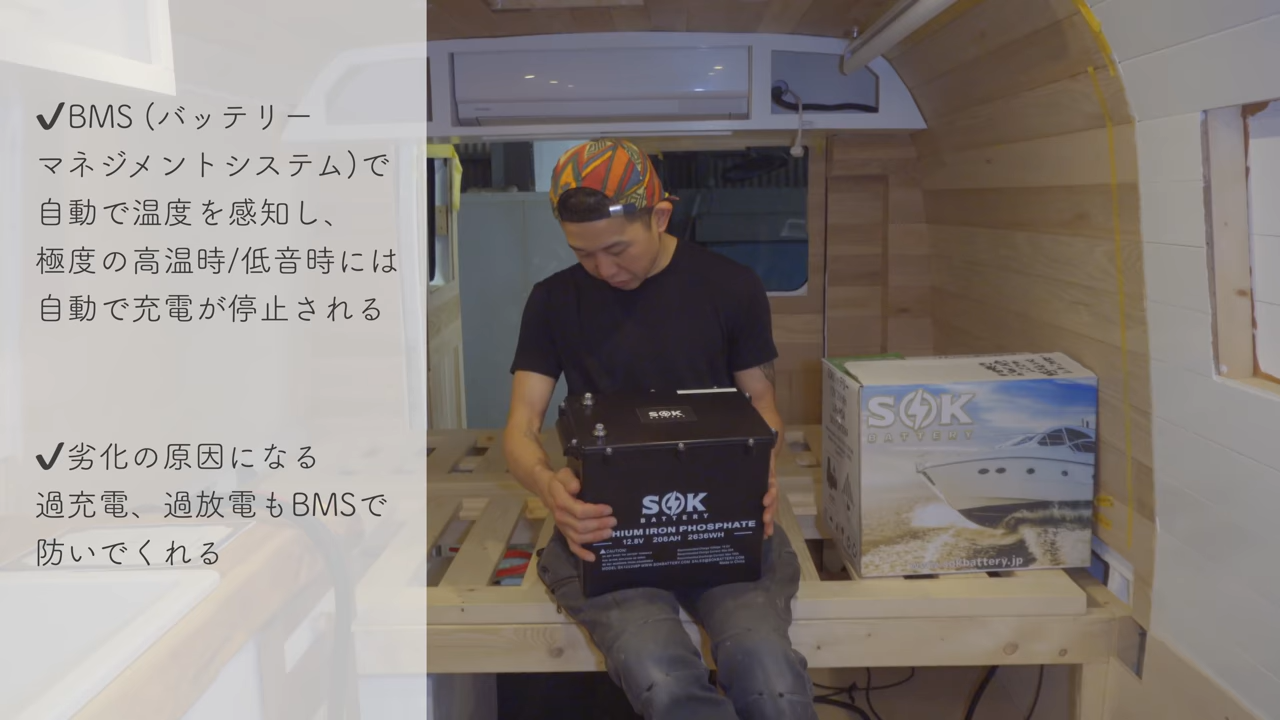 ✔BMS (バッテリー
マネジメントシステム)で
自動で温度を感知し、
極度の高温時/低音時には
自動で充電が停止される
✔劣化の原因になる
過充電、過放電もBMSで
防いでくれる
SOK
SOK
BATTERY
HIUM IRON PHOSPHATE
12.8V 206AH 2636WH
SOK
BATTERY
sokbattery.jp